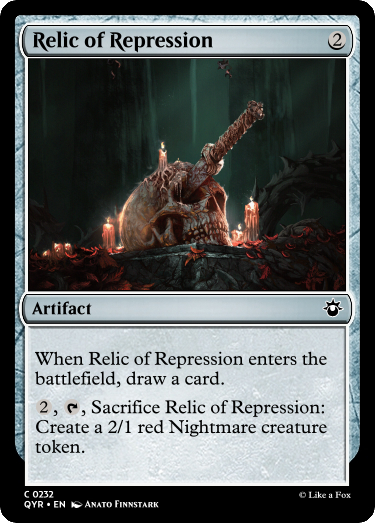 Relic of Repression 2
Artifact
When Relic of Repression enters the
battlefield, draw a card.
2, , Sacrifice Relic of Repression:
Create a 2/1 red Nightmare creature
token.
C 0232
QYR • EN Anato Finnstark
© Like a Fox